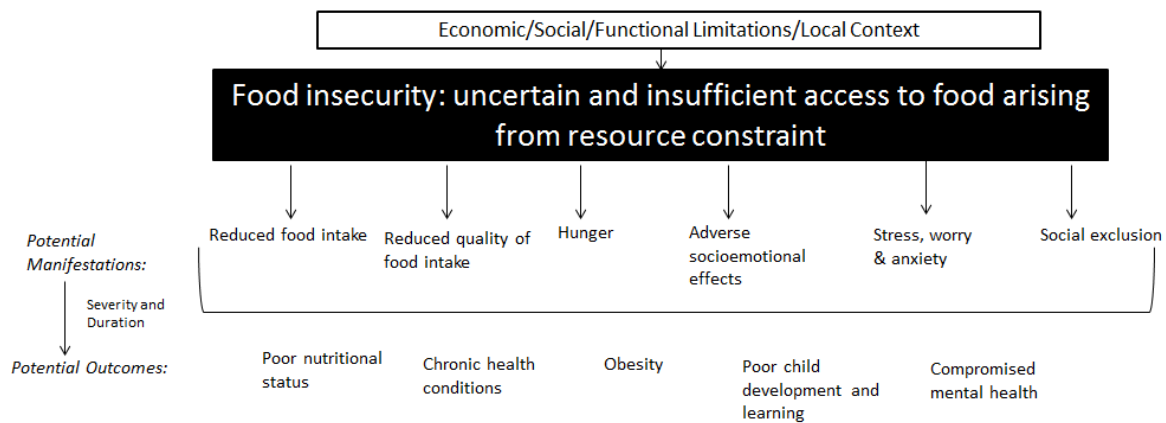 Economic/Social/Functional Limitations/Local Context
Food insecurity: uncertain and insufficient access to food arising
from resource constraint
Potential
Manifestations:
Reduced food intake
Reduced quality of
food intake
Hunger
Adverse
socioemotional
effects
Stress, worry
& anxiety
Social exclusion
Severity and
Duration
Potential Outcomes:
Poor nutritional
status
Chronic health
conditions
Obesity
Poor child
development and
learning
Compromised
mental health